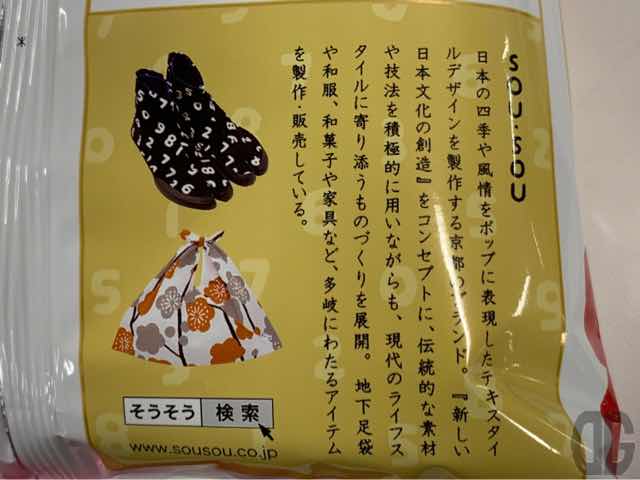 SOU・SOU
日本の四季や風情をポップに表現したテキスタイ
ルデザインを製作する京都のブランド。『新しい
日本文化の創造』をコンセプトに、伝統的な素材
や技法を積極的に用いながらも、現代のライフス
タイルに寄り添うものづくりを展開。地下足袋
や和服、和菓子や家具など、多岐にわたるアイテム
を製作・販売している。
そうそう 検索
www.sousou.co.jp
米